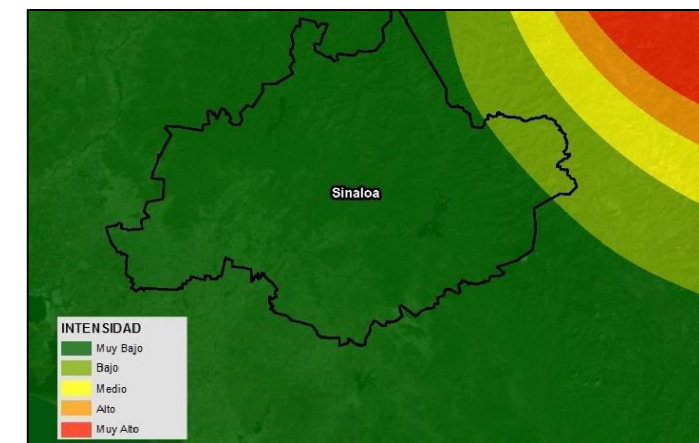 Sinaloa
INTENSIDAD
Muy Bajo
Bajo
Medio
Alto
Muy Alto